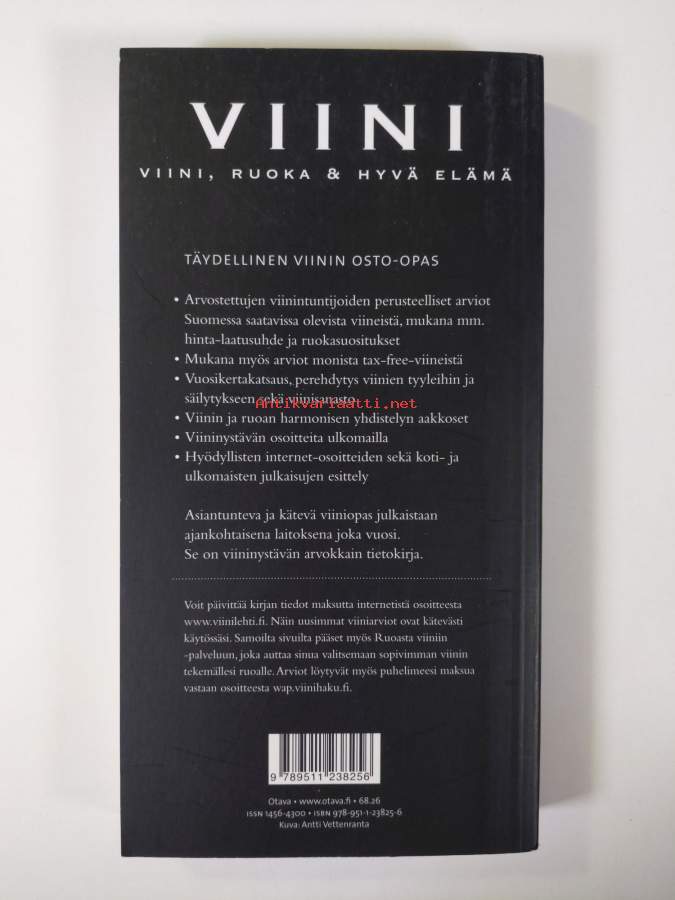 VIINI
VIINI, RUOKA & HYVÄ ELÄMÄ
TÄYDELLINEN VIININ OSTO-OPAS
• Arvostettujen viinintuntijoiden perusteelliset arviot
Suomessa saatavissa olevista viineistä, mukana mm.
hinta-laatusuhde ja ruokasuositukset
• Mukana myös arviot monista tax-free-viineistä
• Vuosikertakatsaus, perehdytys viinien tyyleihin ja
säilytykseen sekä viinisanasto
Antikvariaatti.net
• Viinin ja ruoan harmonisen yhdistelyn aakkoset
• Viininystävän osoitteita ulkomailla
• Hyödyllisten internet-osoitteiden sekä koti- ja
ulkomaisten julkaisujen esittely
Asiantunteva ja kätevä viiniopas julkaistaan
ajankohtaisena laitoksena joka vuosi.
Se on viininystävän arvokkain tietokirja.
Voit päivittää kirjan tiedot maksutta internetistä osoitteesta
www.viinilehti.fi. Näin uusimmat viiniarviot ovat kätevästi
käytössäsi. Samoilta sivuilta pääset myös Ruoasta viiniin
-palveluun, joka auttaa sinua valitsemaan sopivimman viinin
tekemällesi ruoalle. Arviot löytyvät myös puhelimeesi maksua
vastaan osoitteesta wap.viinihaku.fi.
9 789511 238256
Otava • www.otava.fi • 68.26
ISSN 1456-4300 • ISBN 978-951-1-23825-6
Kuva: Antti Vettenranta